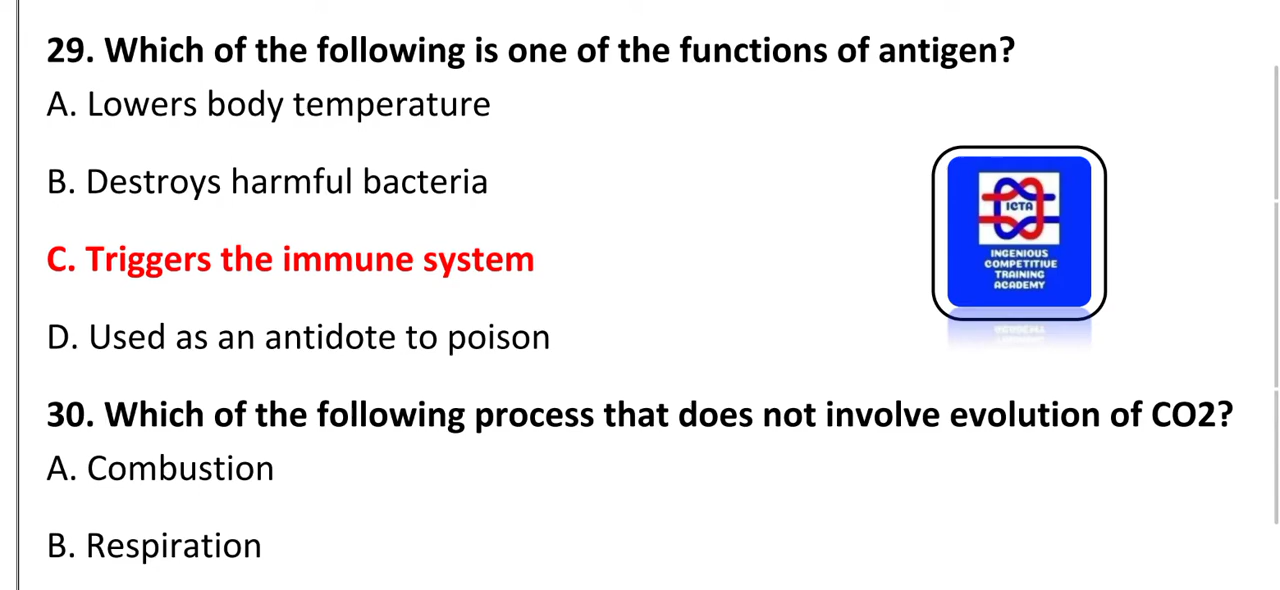 29. Which of the following is one of the functions of antigen?
A. Lowers body temperature
B. Destroys harmful bacteria
C. Triggers the immune system
D. Used as an antidote to poison
ICTA
INGENIOUS
COMPETITIVE
TRAINING
ACADEMY
30. Which of the following process that does not involve evolution of CO2?
A. Combustion
B. Respiration